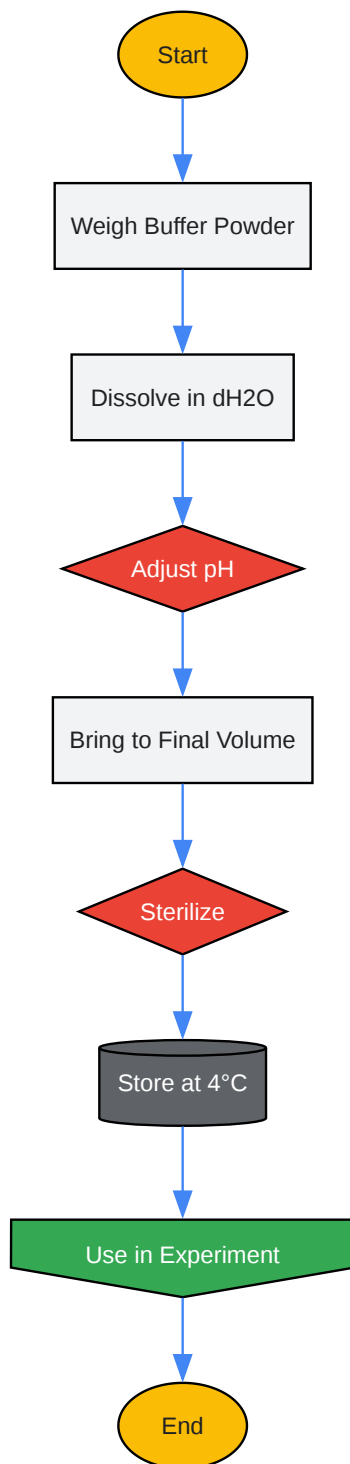 Start
Weigh Buffer Powder
Dissolve in dH2O
Adjust pH
Bring to Final Volume
Sterilize
Store at 4°C
Use in Experiment
End